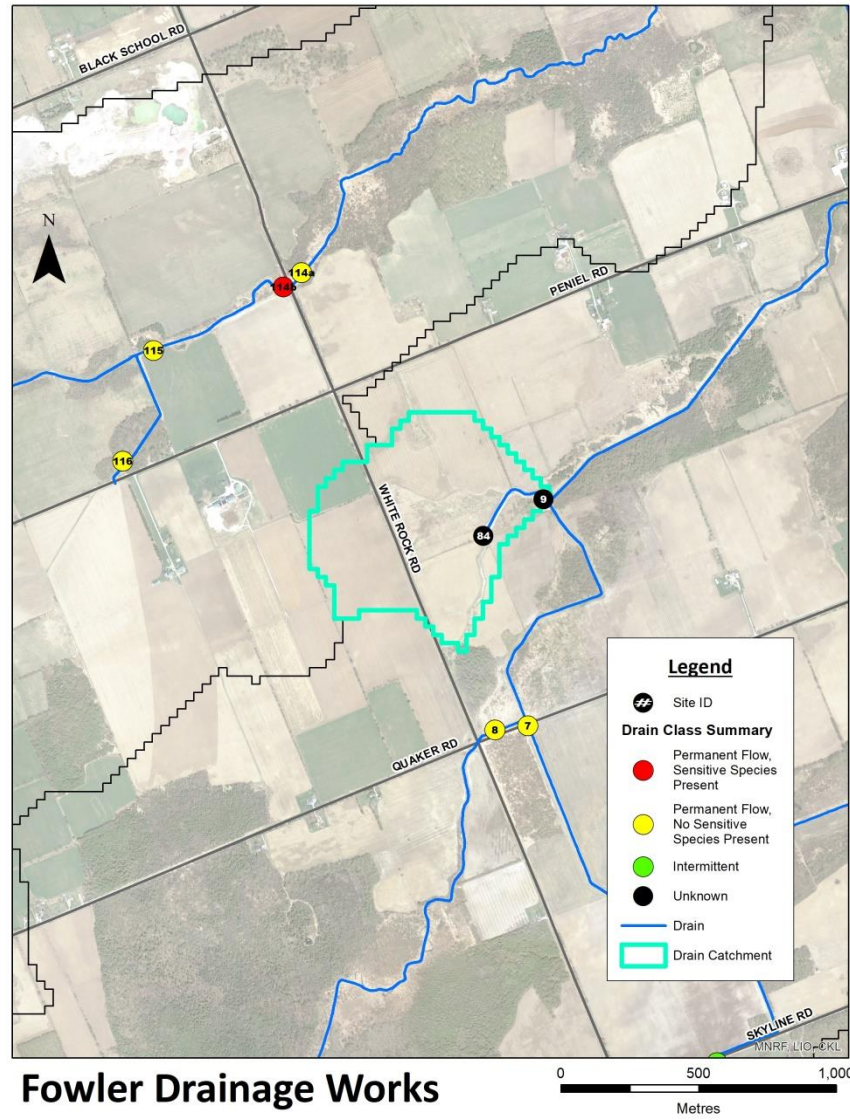 BLACK SCHOOL RD
N
114a
114b
PENIEL RD
115
116
WHITE ROCK RD
9
84
Legend
# Site ID
Drain Class Summary
Permanent Flow,
Sensitive Species
Present
Permanent Flow,
No Sensitive
Species Present
Intermittent
Unknown
Drain
Drain Catchment
8
7
QUAKER RD
SKYLINE RD
MNRF, LIO, CKL
Fowler Drainage Works
0 500 1,000
Metres